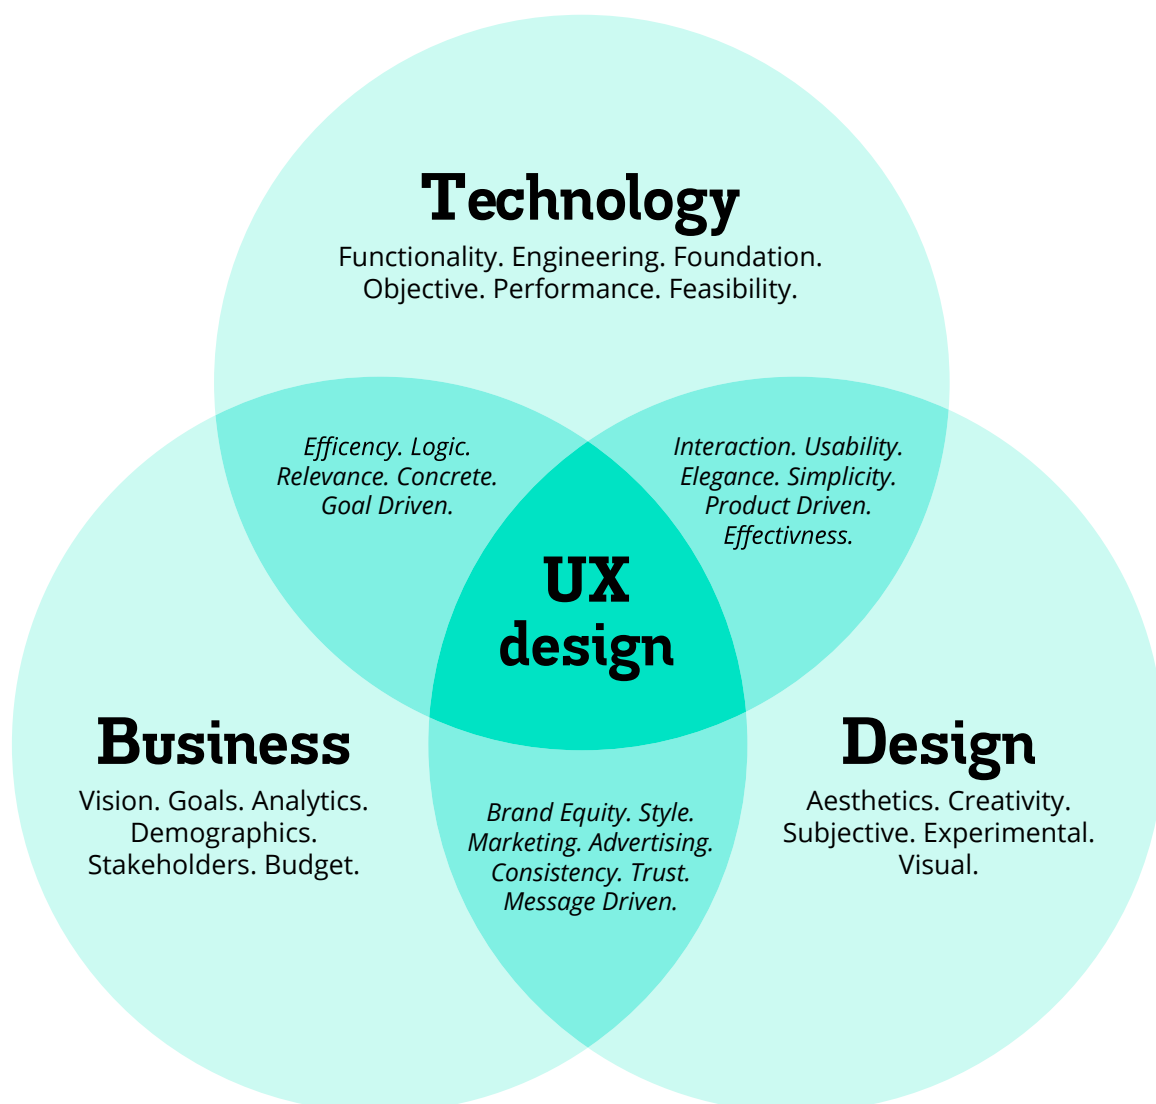 Technology
Functionality. Engineering. Foundation.
Objective. Performance. Feasibility.
Efficency. Logic.
Relevance. Concrete.
Goal Driven.
Interaction. Usability.
Elegance. Simplicity.
Product Driven.
Effectivness.
UX
design
Business
Vision. Goals. Analytics.
Demographics.
Stakeholders. Budget.
Brand Equity. Style.
Marketing. Advertising.
Consistency. Trust.
Message Driven.
Design
Aesthetics. Creativity.
Subjective. Experimental.
Visual.